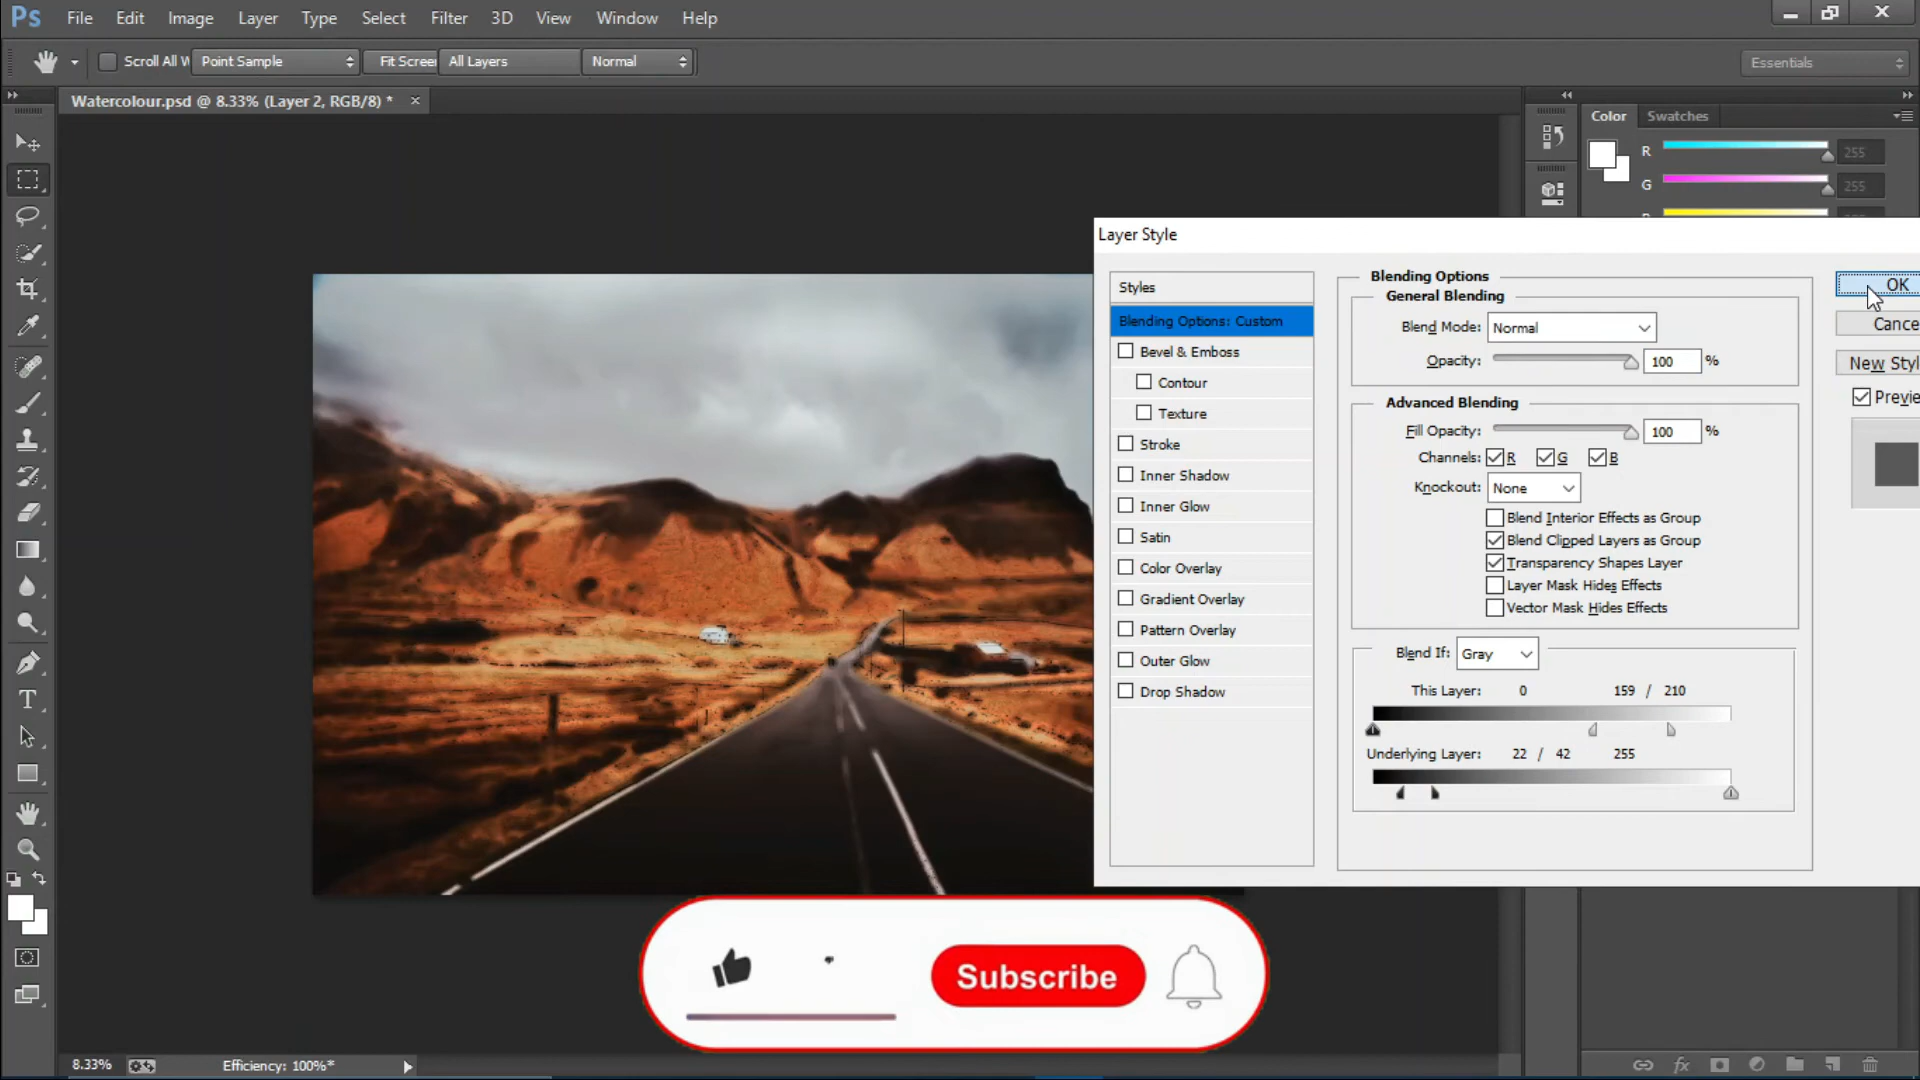 Ps File Edit Image Layer Type Select Filter 3D View Window Help
Scroll All W Point Sample Fit Screen All Layers Normal Essentials
Watercolour.psd @ 8.33% (Layer 2, RGB/8) * ×
Color Swatches
R 255
G 255
Layer Style
Styles
Blending Options: Custom
Bevel & Emboss
Contour
Texture
Stroke
Inner Shadow
Inner Glow
Satin
Color Overlay
Gradient Overlay
Pattern Overlay
Outer Glow
Drop Shadow
Blending Options
General Blending
Blend Mode: Normal
Opacity: 100 %
Advanced Blending
Fill Opacity: 100 %
Channels: R G B
Knockout: None
Blend Interior Effects as Group
Blend Clipped Layers as Group
Transparency Shapes Layer
Layer Mask Hides Effects
Vector Mask Hides Effects
Blend If: Gray
This Layer: 0 159 / 210
Underlying Layer: 22 / 42 255
OK
Cance
New Styl
Previe
Subscribe
8.33% Efficiency: 100%*
fx